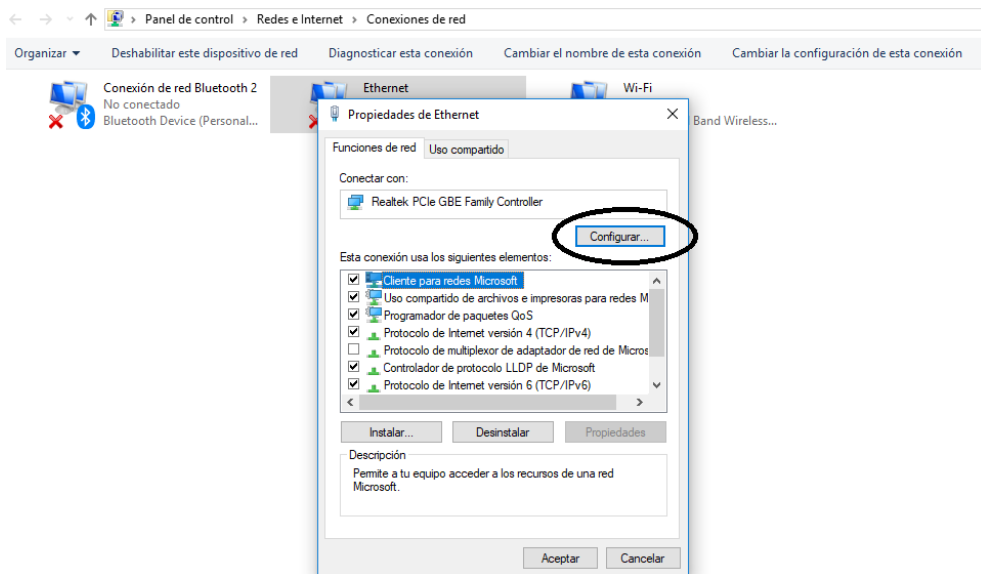 Panel de control > Redes e Internet > Conexiones de red
Organizar Deshabilitar este dispositivo de red Diagnosticar esta conexión Cambiar el nombre de esta conexión Cambiar la configuración de esta conexión
Conexión de red Bluetooth 2
No conectado
Bluetooth Device (Personal...
Ethernet
Wi-Fi
Band Wireless...
Propiedades de Ethernet
Funciones de red Uso compartido
Conectar con:
Realtek PCIe GBE Family Controller
Configurar...
Esta conexión usa los siguientes elementos:
Cliente para redes Microsoft
Uso compartido de archivos e impresoras para redes M
Programador de paquetes QoS
Protocolo de Internet versión 4 (TCP/IPv4)
Protocolo de multiplexor de adaptador de red de Micros
Controlador de protocolo LLDP de Microsoft
Protocolo de Internet versión 6 (TCP/IPv6)
Instalar... Desinstalar Propiedades
Descripción
Permite a tu equipo acceder a los recursos de una red
Microsoft.
Aceptar Cancelar